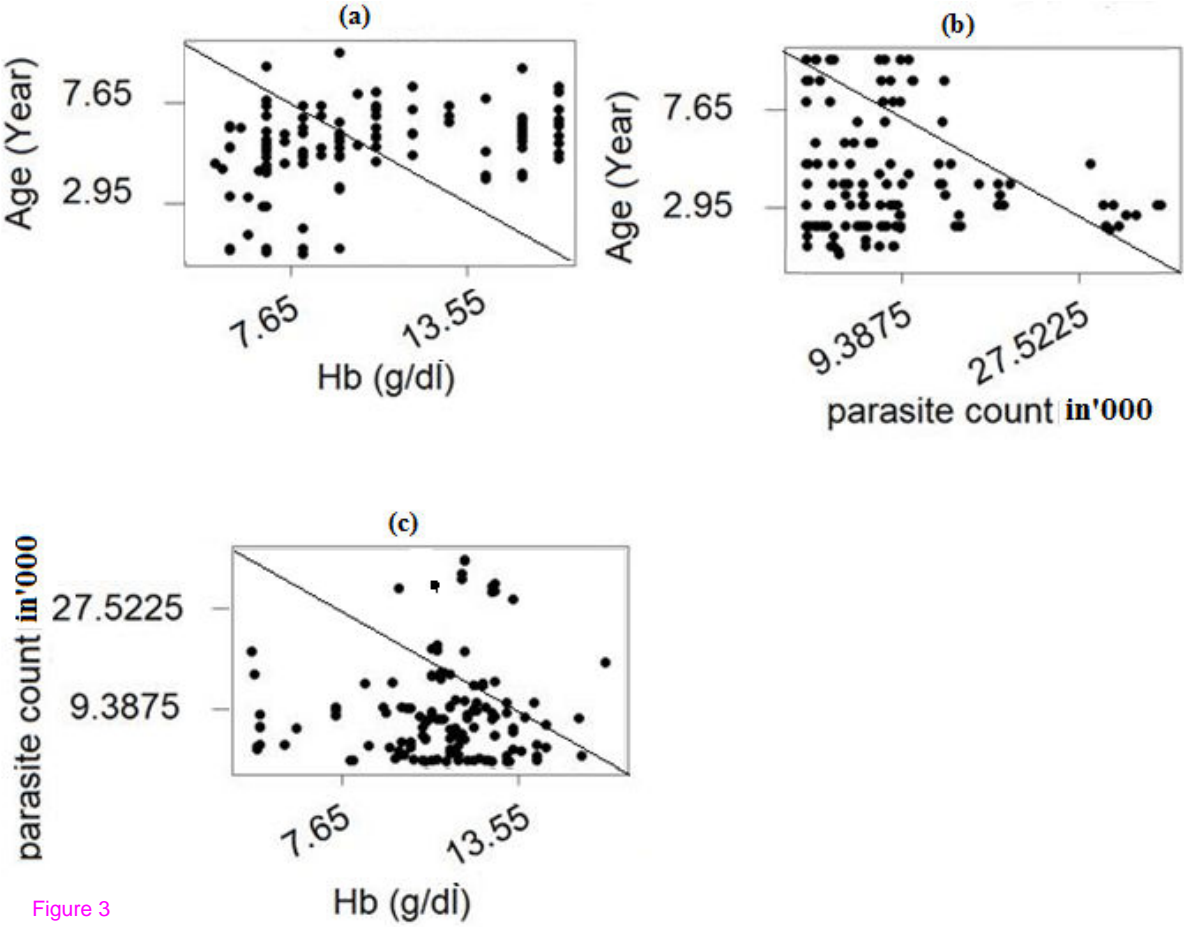 (a)
Age (Year)
7.65
2.95
7.65
13.55
Hb (g/dl)
(b)
Age (Year)
7.65
2.95
9.3875
27.5225
parasite count in'000
(c)
parasite count in'000
27.5225
9.3875
7.65
13.55
Hb (g/dl)
Figure 3